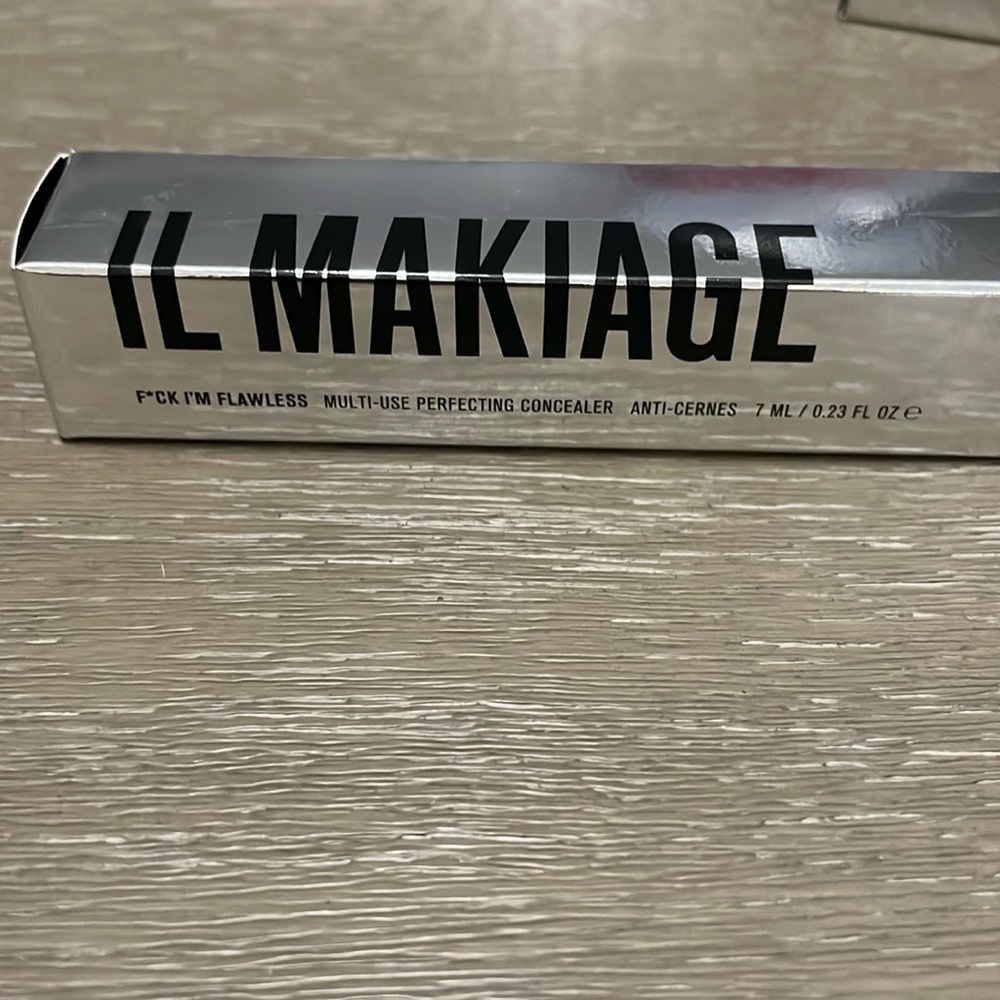 IL MAKIAGE
F*CK I'M FLAWLESS MULTI-USE PERFECTING CONCEALER ANTI-CERNES 7 ML / 0.23 FL OZ ℮